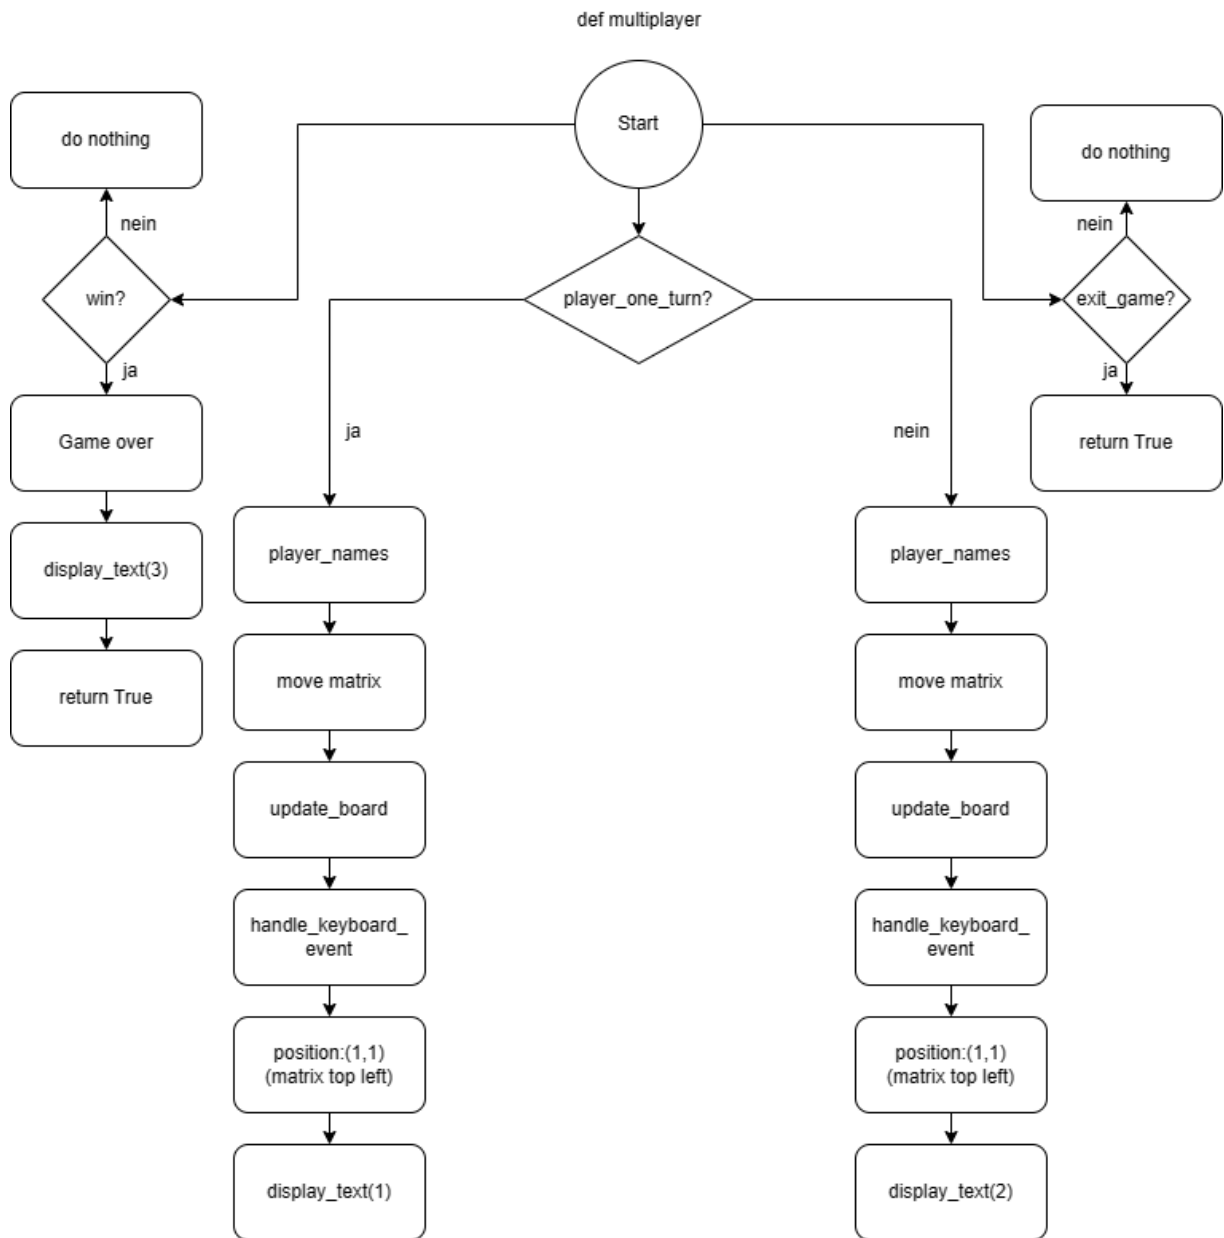 def multiplayer
Start
do nothing
do nothing
nein
nein
win?
player_one_turn?
exit_game?
ja
ja
Game over
ja
nein
return True
display_text(3)
player_names
player_names
return True
move matrix
move matrix
update_board
update_board
handle_keyboard_
event
handle_keyboard_
event
position:(1,1)
(matrix top left)
position:(1,1)
(matrix top left)
display_text(1)
display_text(2)